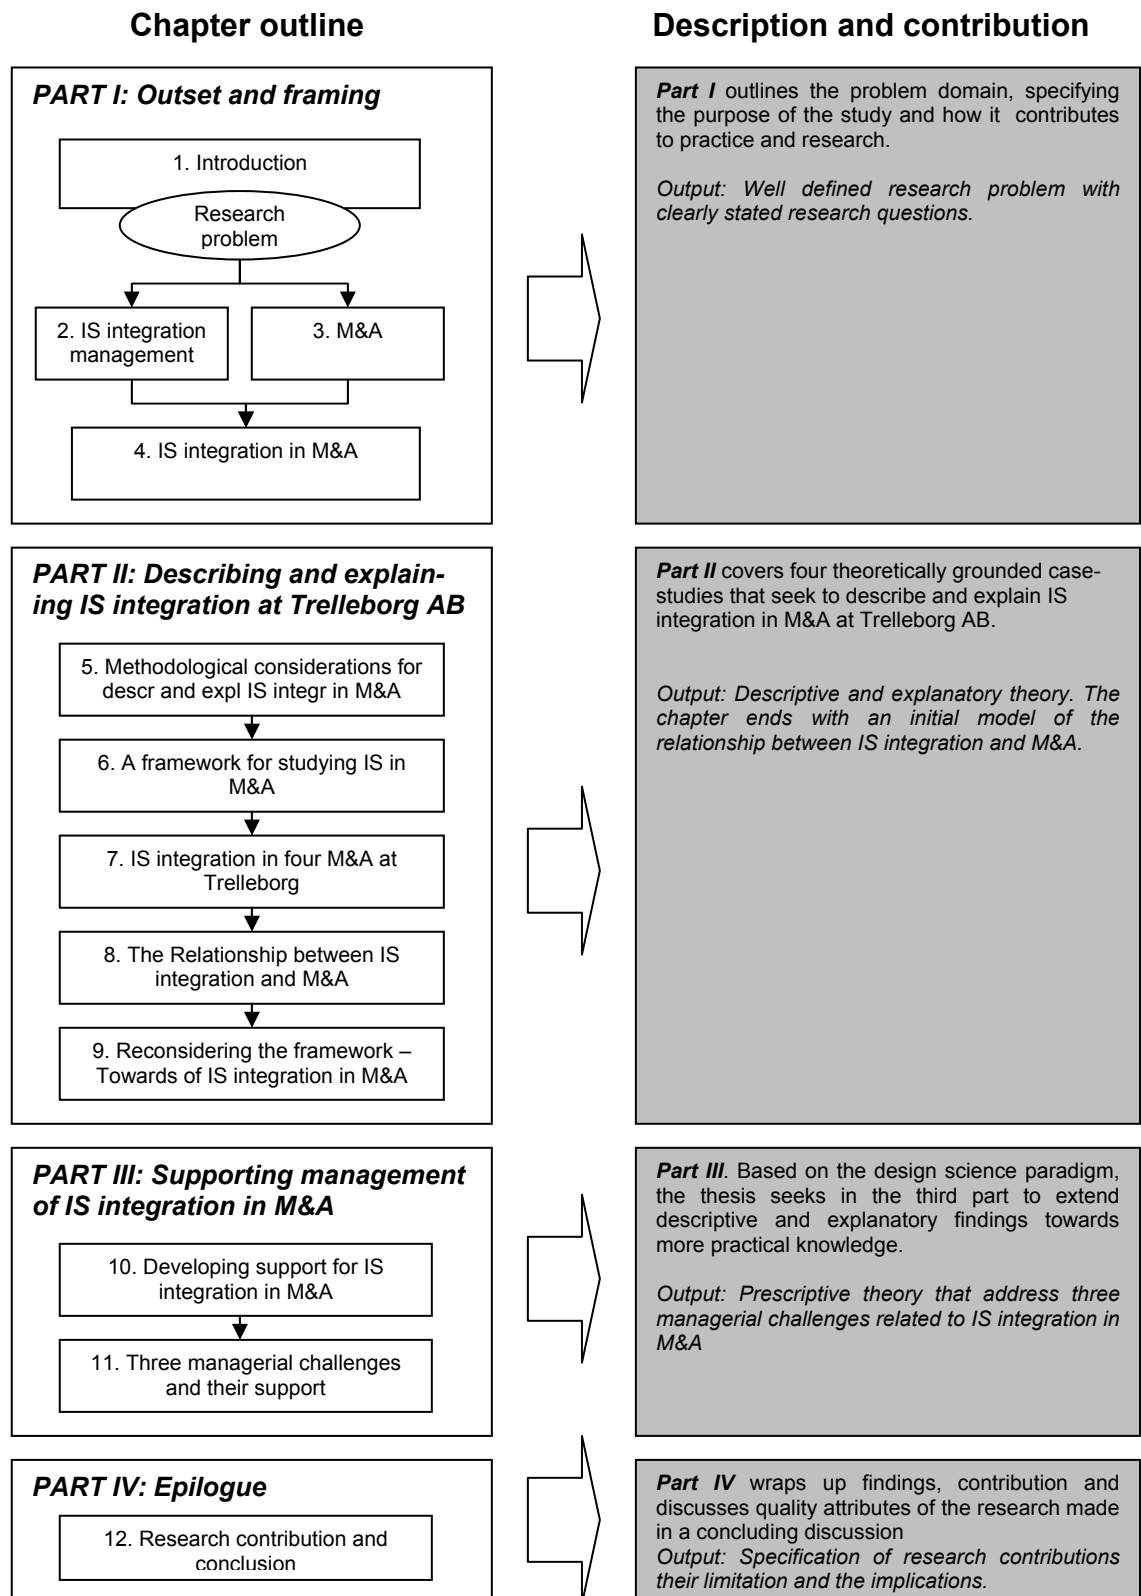 Chapter outline
Description and contribution
PART I: Outset and framing
1. Introduction
Research
problem
2. IS integration
management
3. M&A
4. IS integration in M&A
Part I outlines the problem domain, specifying
the purpose of the study and how it contributes
to practice and research.
Output: Well defined research problem with
clearly stated research questions.
PART II: Describing and explain-
ing IS integration at Trelleborg AB
5. Methodological considerations for
descr and expl IS integr in M&A
6. A framework for studying IS in
M&A
7. IS integration in four M&A at
Trelleborg
8. The Relationship between IS
integration and M&A
9. Reconsidering the framework –
Towards of IS integration in M&A
Part II covers four theoretically grounded case-
studies that seek to describe and explain IS
integration in M&A at Trelleborg AB.
Output: Descriptive and explanatory theory. The
chapter ends with an initial model of the
relationship between IS integration and M&A.
PART III: Supporting management
of IS integration in M&A
10. Developing support for IS
integration in M&A
11. Three managerial challenges
and their support
Part III. Based on the design science paradigm,
the thesis seeks in the third part to extend
descriptive and explanatory findings towards
more practical knowledge.
Output: Prescriptive theory that address three
managerial challenges related to IS integration in
M&A
PART IV: Epilogue
12. Research contribution and
conclusion
Part IV wraps up findings, contribution and
discusses quality attributes of the research made
in a concluding discussion
Output: Specification of research contributions
their limitation and the implications.